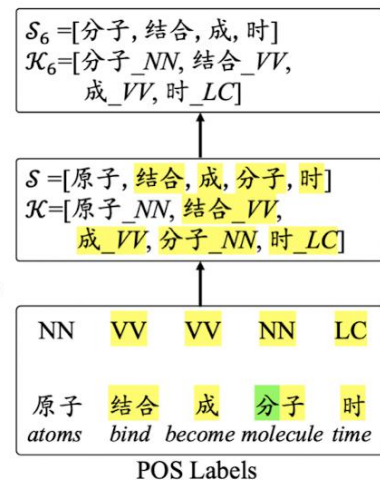 𝒮₆ =[分子, 结合, 成, 时]
𝒦₆=[分子_NN, 结合_VV,
成_VV, 时_LC]
𝒮 =[原子, 结合, 成, 分子, 时]
𝒦=[原子_NN, 结合_VV,
成_VV, 分子_NN, 时_LC]
NN VV VV NN LC
原子 结合 成 分子 时
atoms bind become molecule time
POS Labels